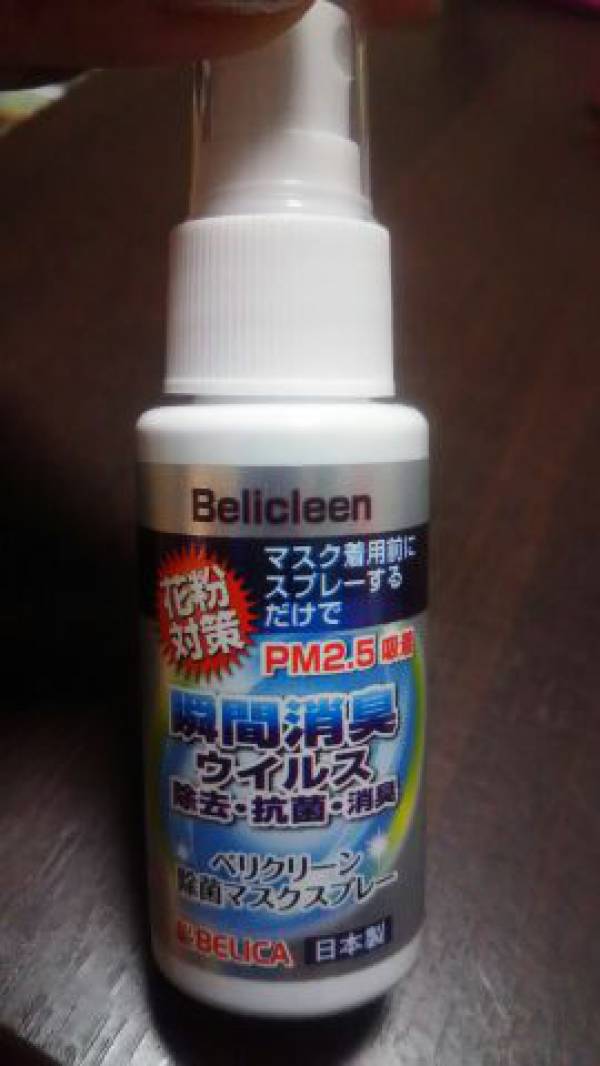 Belicleen
マスク着用前に
スプレーする
だけで
花粉
対策
PM2.5吸着
瞬間消臭
ウイルス
除去・抗菌・消臭
ベリクリーン
除菌マスクスプレー
BELICA 日本製